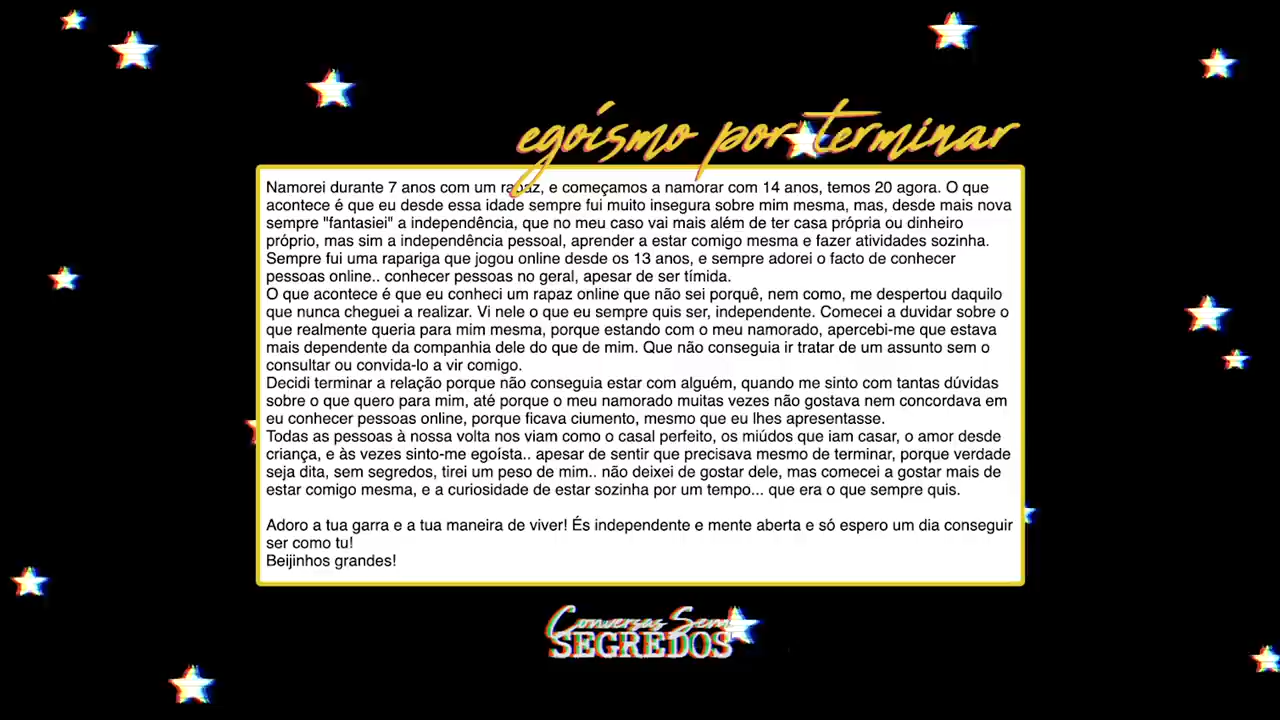 egoísmo por terminar
Namorei durante 7 anos com um rapaz, e começamos a namorar com 14 anos, temos 20 agora. O que
acontece é que eu desde essa idade sempre fui muito insegura sobre mim mesma, mas, desde mais nova
sempre "fantasiei" a independência, que no meu caso vai mais além de ter casa própria ou dinheiro
próprio, mas sim a independência pessoal, aprender a estar comigo mesma e fazer atividades sozinha.
Sempre fui uma rapariga que jogou online desde os 13 anos, e sempre adorei o facto de conhecer
pessoas online.. conhecer pessoas no geral, apesar de ser tímida.
O que acontece é que eu conheci um rapaz online que não sei porquê, nem como, me despertou daquilo
que nunca cheguei a realizar. Vi nele o que eu sempre quis ser, independente. Comecei a duvidar sobre o
que realmente queria para mim mesma, porque estando com o meu namorado, apercebi-me que estava
mais dependente da companhia dele do que de mim. Que não conseguia ir tratar de um assunto sem o
consultar ou convida-lo a vir comigo.
Decidi terminar a relação porque não conseguia estar com alguém, quando me sinto com tantas dúvidas
sobre o que quero para mim, até porque o meu namorado muitas vezes não gostava nem concordava em
eu conhecer pessoas online, porque ficava ciumento, mesmo que eu lhes apresentasse.
Todas as pessoas à nossa volta nos viam como o casal perfeito, os miúdos que iam casar, o amor desde
criança, e às vezes sinto-me egoísta.. apesar de sentir que precisava mesmo de terminar, porque verdade
seja dita, sem segredos, tirei um peso de mim.. não deixei de gostar dele, mas comecei a gostar mais de
estar comigo mesma, e a curiosidade de estar sozinha por um tempo... que era o que sempre quis.
Adoro a tua garra e a tua maneira de viver! És independente e mente aberta e só espero um dia conseguir
ser como tu!
Beijinhos grandes!
Conversas Sem
SEGREDOS